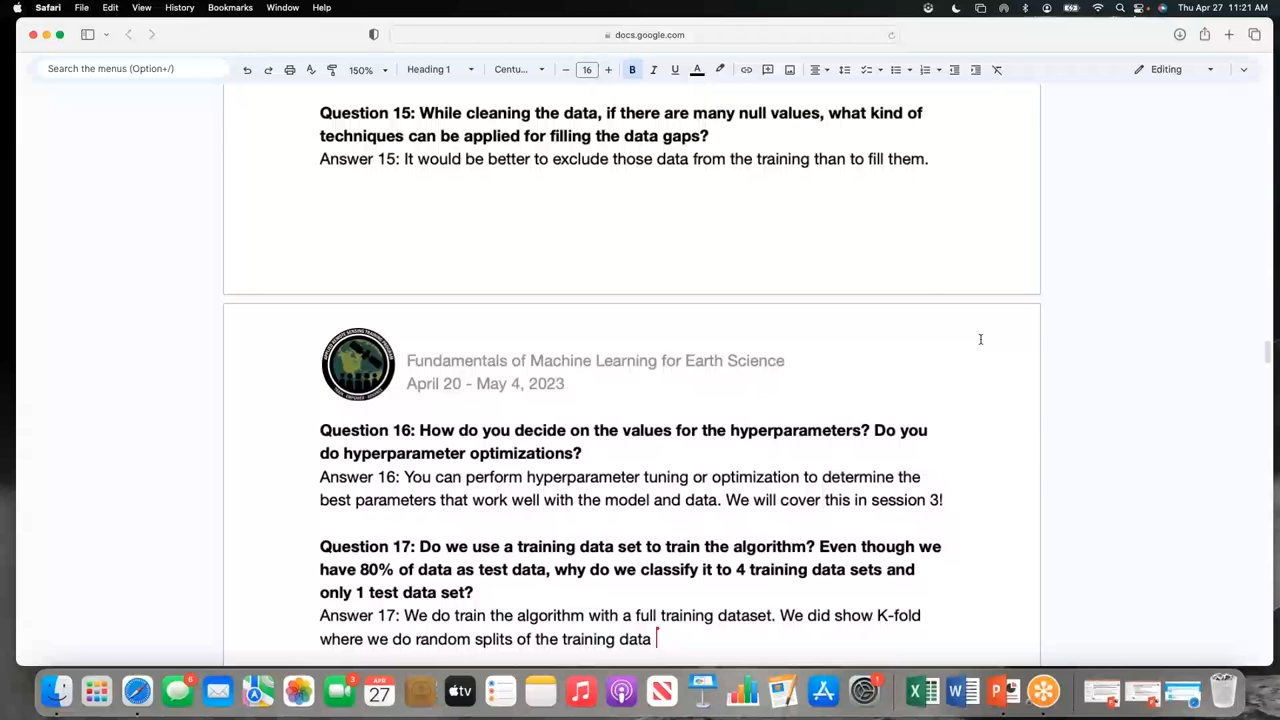 Safari File Edit View History Bookmarks Window Help Thu Apr 27 11:21 AM
docs.google.com
Search the menus (Option+/) 150% Heading 1 Centu... 16 B I U A Editing
Question 15: While cleaning the data, if there are many null values, what kind of
techniques can be applied for filling the data gaps?
Answer 15: It would be better to exclude those data from the training than to fill them.
Fundamentals of Machine Learning for Earth Science
April 20 - May 4, 2023
Question 16: How do you decide on the values for the hyperparameters? Do you
do hyperparameter optimizations?
Answer 16: You can perform hyperparameter tuning or optimization to determine the
best parameters that work well with the model and data. We will cover this in session 3!
Question 17: Do we use a training data set to train the algorithm? Even though we
have 80% of data as test data, why do we classify it to 4 training data sets and
only 1 test data set?
Answer 17: We do train the algorithm with a full training dataset. We did show K-fold
where we do random splits of the training data
6 3 APR 27 tv 1